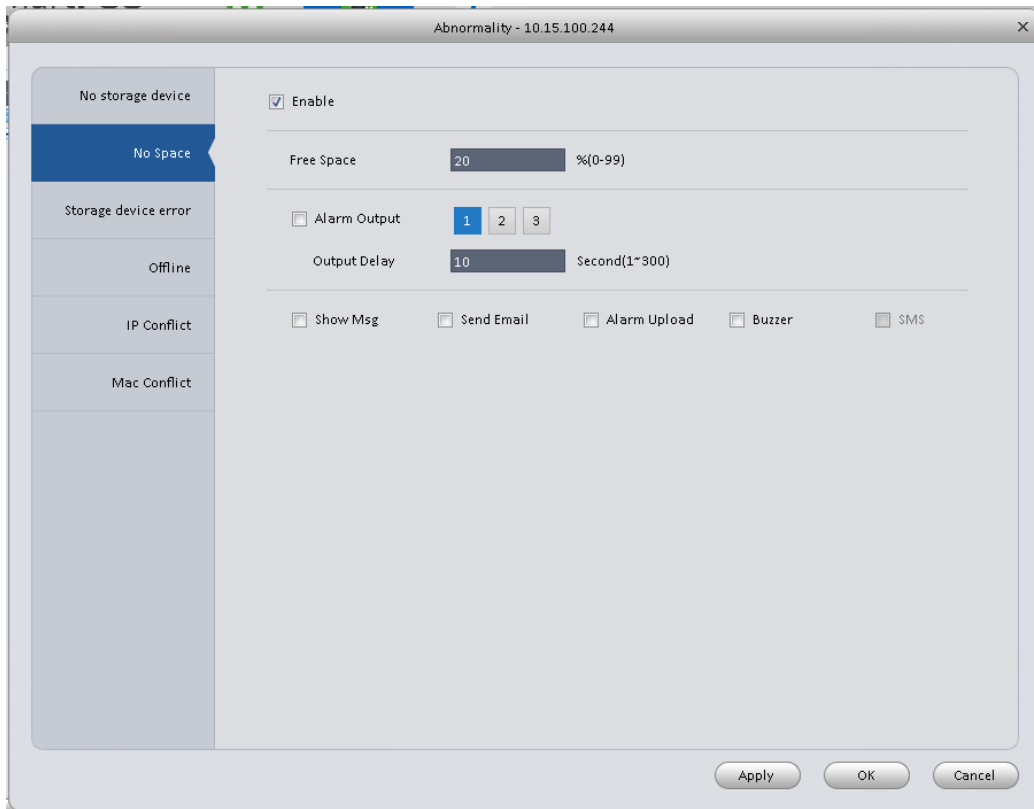 Abnormality - 10.15.100.244
No storage device
No Space
Storage device error
Offline
IP Conflict
Mac Conflict
Enable
Free Space 20 %(0-99)
Alarm Output 1 2 3
Output Delay 10 Second(1~300)
Show Msg Send Email Alarm Upload Buzzer SMS
Apply OK Cancel